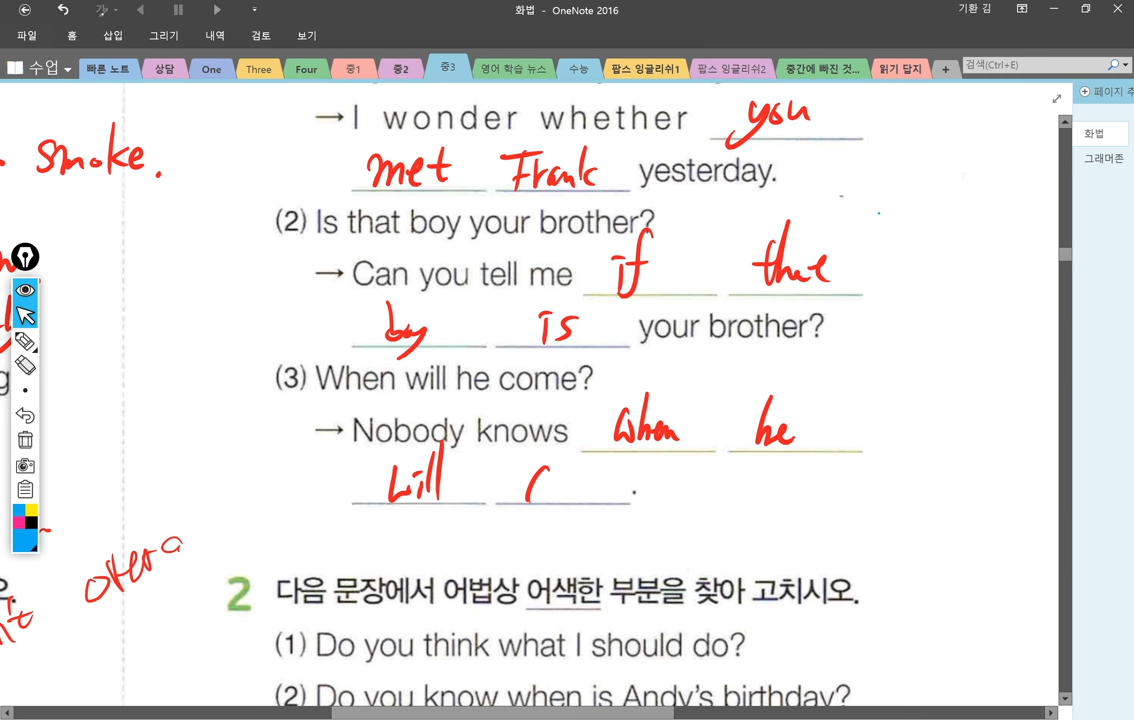 화법 - OneNote 2016
기환 김
파일 홈 삽입 그리기 내역 검토 보기
수업 빠른 노트 상담 One Three Four 중1 중2 중3 영어 학습 뉴스 수능 팝스 잉글리쉬1 팝스 잉글리쉬2 중간에 빠진 것... 읽기 답지 + 검색(Ctrl+E)
페이지 추
화법
그래머존
smoke.
→ I wonder whether you
met Frank yesterday.
(2) Is that boy your brother?
→ Can you tell me if that
boy is your brother?
(3) When will he come?
→ Nobody knows when he
will (.
2 다음 문장에서 어법상 어색한 부분을 찾아 고치시오.
(1) Do you think what I should do?
(2) Do you know when is Andy's birthday?